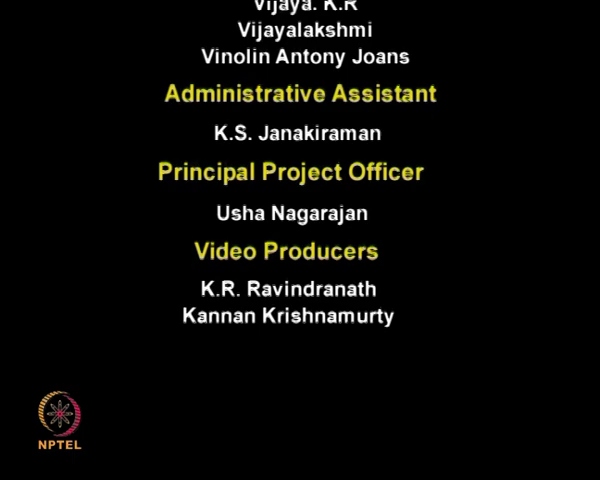 Vijaya. K.R
Vijayalakshmi
Vinolin Antony Joans
Administrative Assistant
K.S. Janakiraman
Principal Project Officer
Usha Nagarajan
Video Producers
K.R. Ravindranath
Kannan Krishnamurty
NPTEL